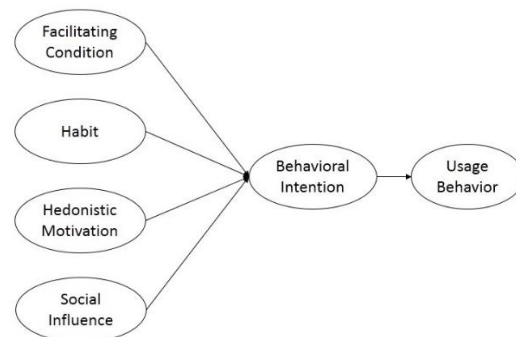 Facilitating
Condition
Habit
Hedonistic
Motivation
Social
Influence
Behavioral
Intention
Usage
Behavior